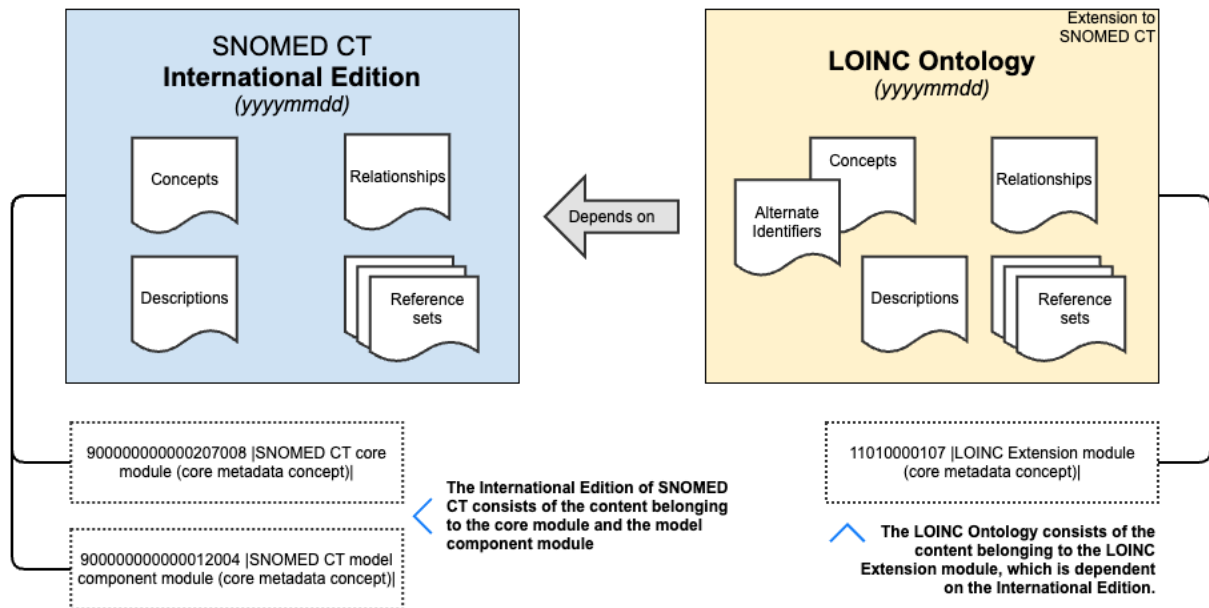 SNOMED CT
International Edition
(yyyymmdd)
Concepts
Relationships
Descriptions
Reference
sets
Depends on
Extension to
SNOMED CT
LOINC Ontology
(yyyymmdd)
Concepts
Alternate
Identifiers
Relationships
Descriptions
Reference
sets
900000000000207008 |SNOMED CT core
module (core metadata concept)|
900000000000012004 |SNOMED CT model
component module (core metadata concept)|
The International Edition of SNOMED
CT consists of the content belonging
to the core module and the model
component module
11010000107 |LOINC Extension module
(core metadata concept)|
The LOINC Ontology consists of the
content belonging to the LOINC
Extension module, which is dependent
on the International Edition.